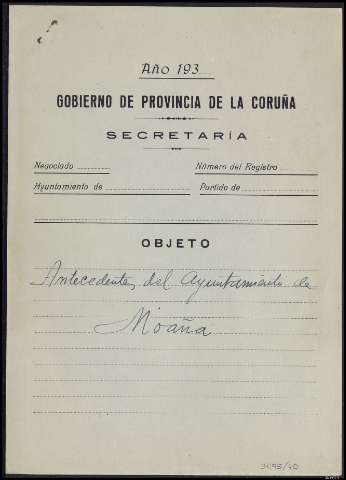 Año 193
GOBIERNO DE PROVINCIA DE LA CORUÑA
SECRETARÍA
Negociado Número del Registro
Ayuntamiento de Partido de
OBJETO
Antecedentes del Ayuntamiento de
Moaña